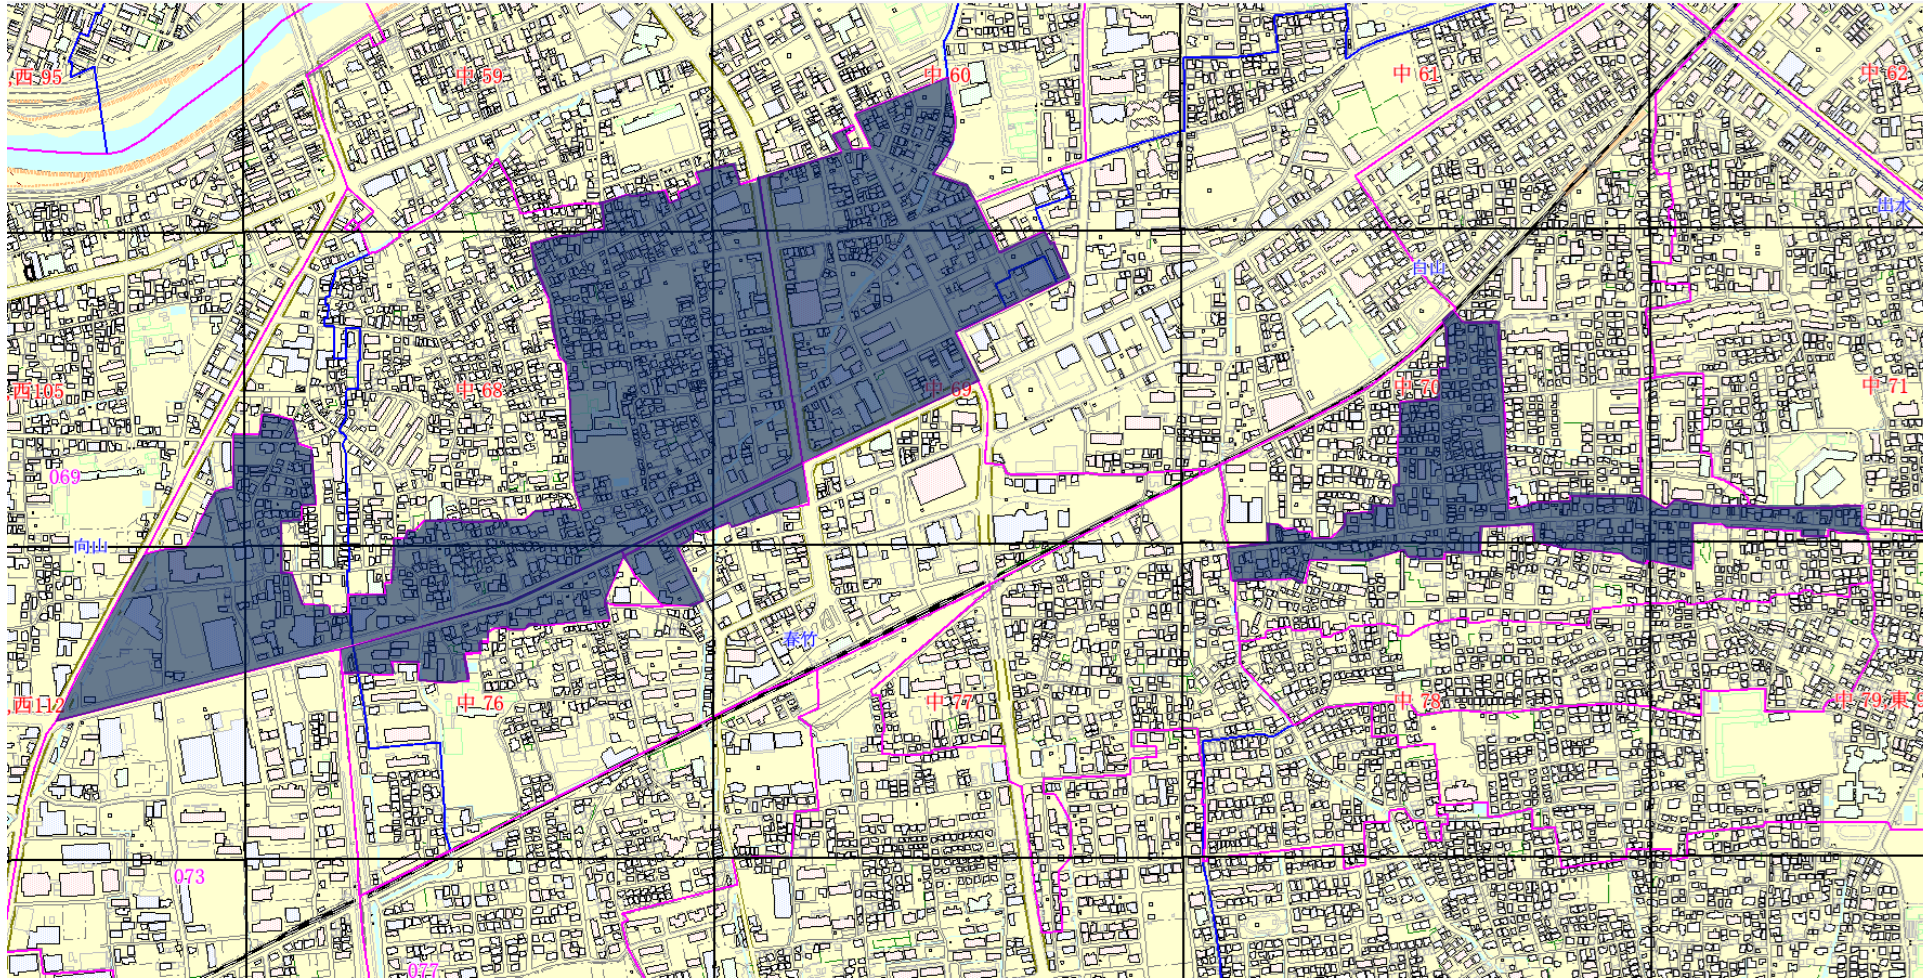 ,西 95
中 59
中 60
中 61
中 62
出水
白山
,西105
中 68
中 69
中 70
中 71
069
向山
春竹
,西112
中 76
中 77
中 78
中 79,東 9
073
077